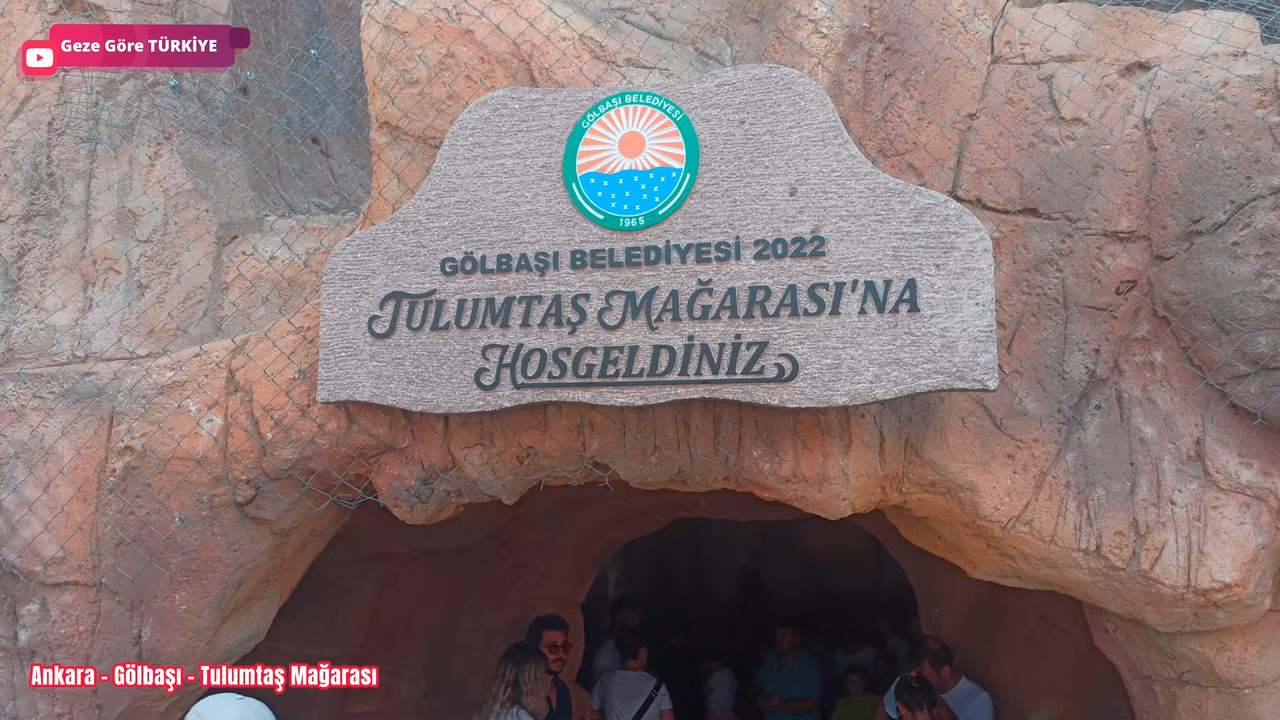 Geze Göre TÜRKİYE
GÖLBAŞI BELEDİYESİ
1965
GÖLBAŞI BELEDİYESİ 2022
TULUMTAŞ MAĞARASI'NA
HOSGELDİNİZ
Ankara - Gölbaşı - Tulumtaş Mağarası